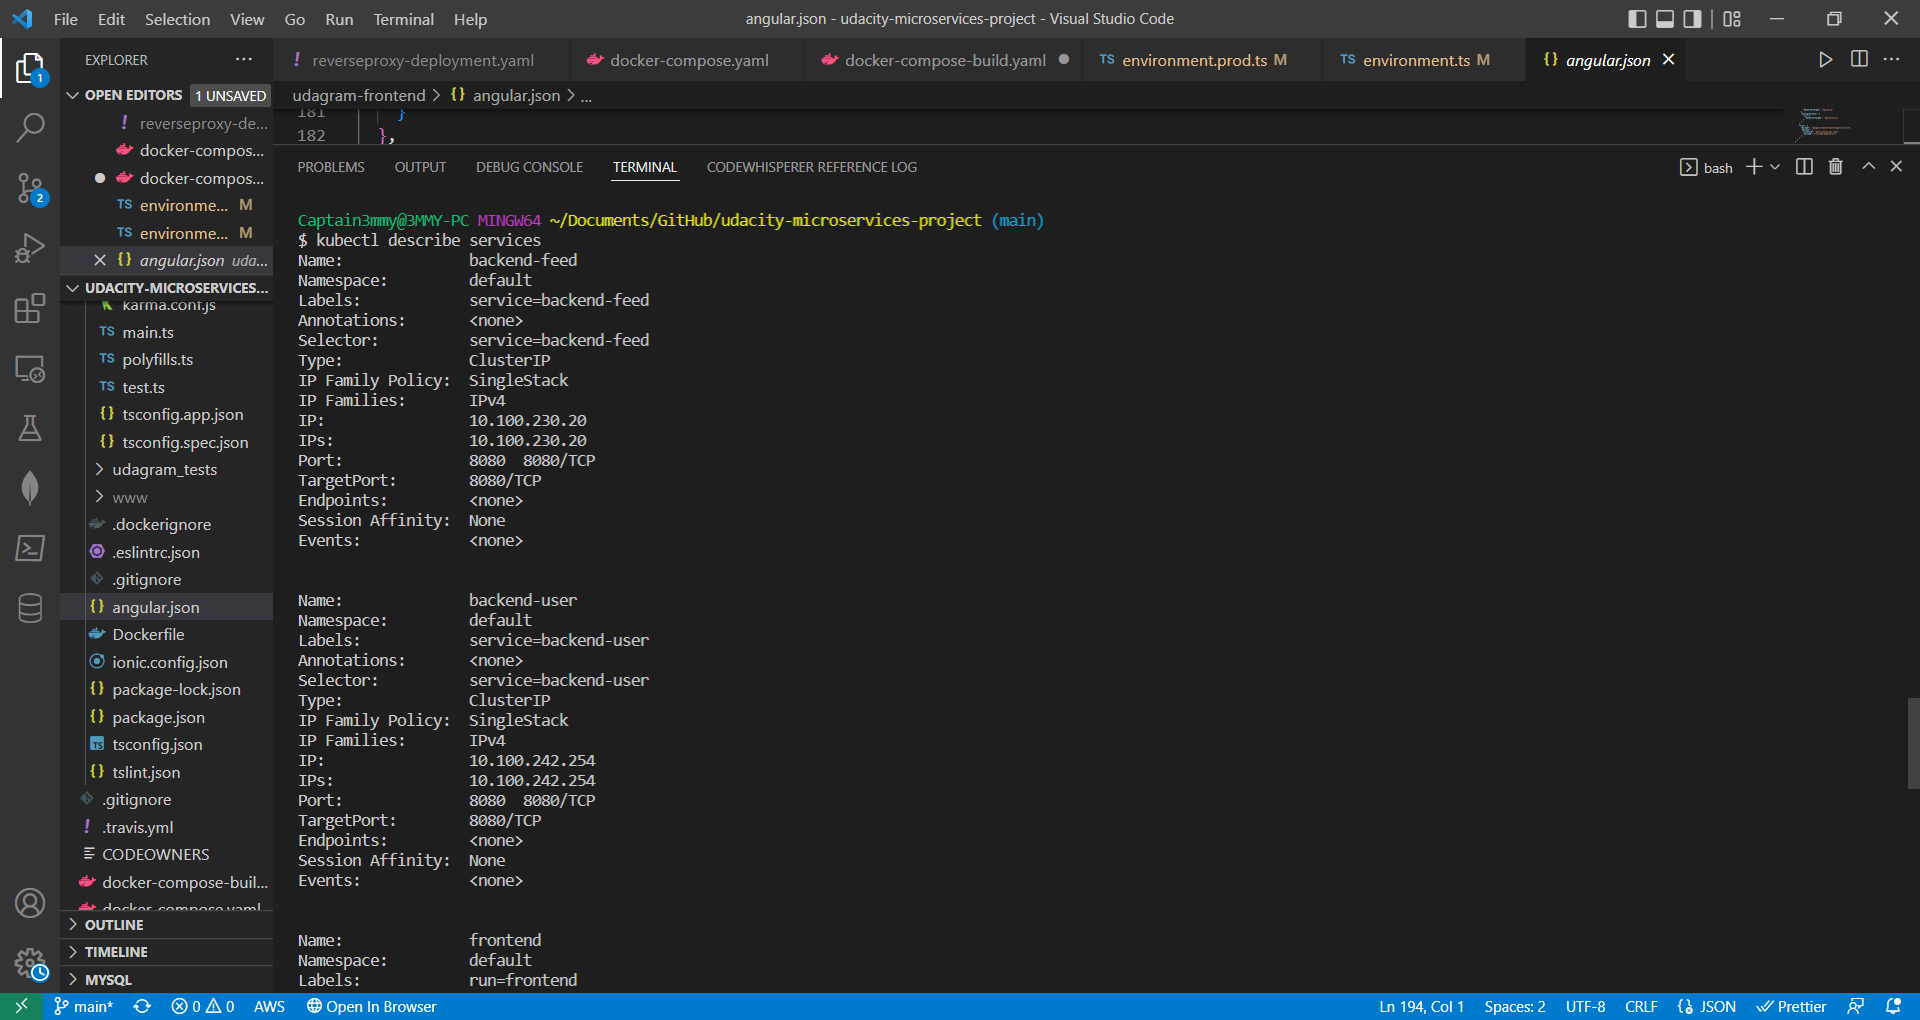 File Edit Selection View Go Run Terminal Help
angular.json - udacity-microservices-project - Visual Studio Code
EXPLORER
reverseproxy-deployment.yaml
docker-compose.yaml
docker-compose-build.yaml
TS environment.prod.ts M
TS environment.ts M
{} angular.json
OPEN EDITORS 1 UNSAVED
! reverseproxy-de...
docker-compos...
docker-compos...
TS environme... M
TS environme... M
{} angular.json uda...
UDACITY-MICROSERVICES...
karma.conf.js
TS main.ts
TS polyfills.ts
TS test.ts
{} tsconfig.app.json
{} tsconfig.spec.json
udagram_tests
www
.dockerignore
.eslintrc.json
.gitignore
{} angular.json
Dockerfile
ionic.config.json
{} package-lock.json
{} package.json
TS tsconfig.json
{} tslint.json
.gitignore
! .travis.yml
CODEOWNERS
docker-compose-buil...
docker-compose.yaml
OUTLINE
TIMELINE
MYSQL
1
2
udagram-frontend > {} angular.json > ...
181 }
182 },
PROBLEMS OUTPUT DEBUG CONSOLE TERMINAL CODEWHISPERER REFERENCE LOG
bash
Captain3mmy@3MMY-PC MINGW64 ~/Documents/GitHub/udacity-microservices-project (main)
$ kubectl describe services
Name: backend-feed
Namespace: default
Labels: service=backend-feed
Annotations: <none>
Selector: service=backend-feed
Type: ClusterIP
IP Family Policy: SingleStack
IP Families: IPv4
IP: 10.100.230.20
IPs: 10.100.230.20
Port: 8080 8080/TCP
TargetPort: 8080/TCP
Endpoints: <none>
Session Affinity: None
Events: <none>
Name: backend-user
Namespace: default
Labels: service=backend-user
Annotations: <none>
Selector: service=backend-user
Type: ClusterIP
IP Family Policy: SingleStack
IP Families: IPv4
IP: 10.100.242.254
IPs: 10.100.242.254
Port: 8080 8080/TCP
TargetPort: 8080/TCP
Endpoints: <none>
Session Affinity: None
Events: <none>
Name: frontend
Namespace: default
Labels: run=frontend
main* 0 0 AWS Open In Browser
Ln 194, Col 1 Spaces: 2 UTF-8 CRLF {} JSON Prettier